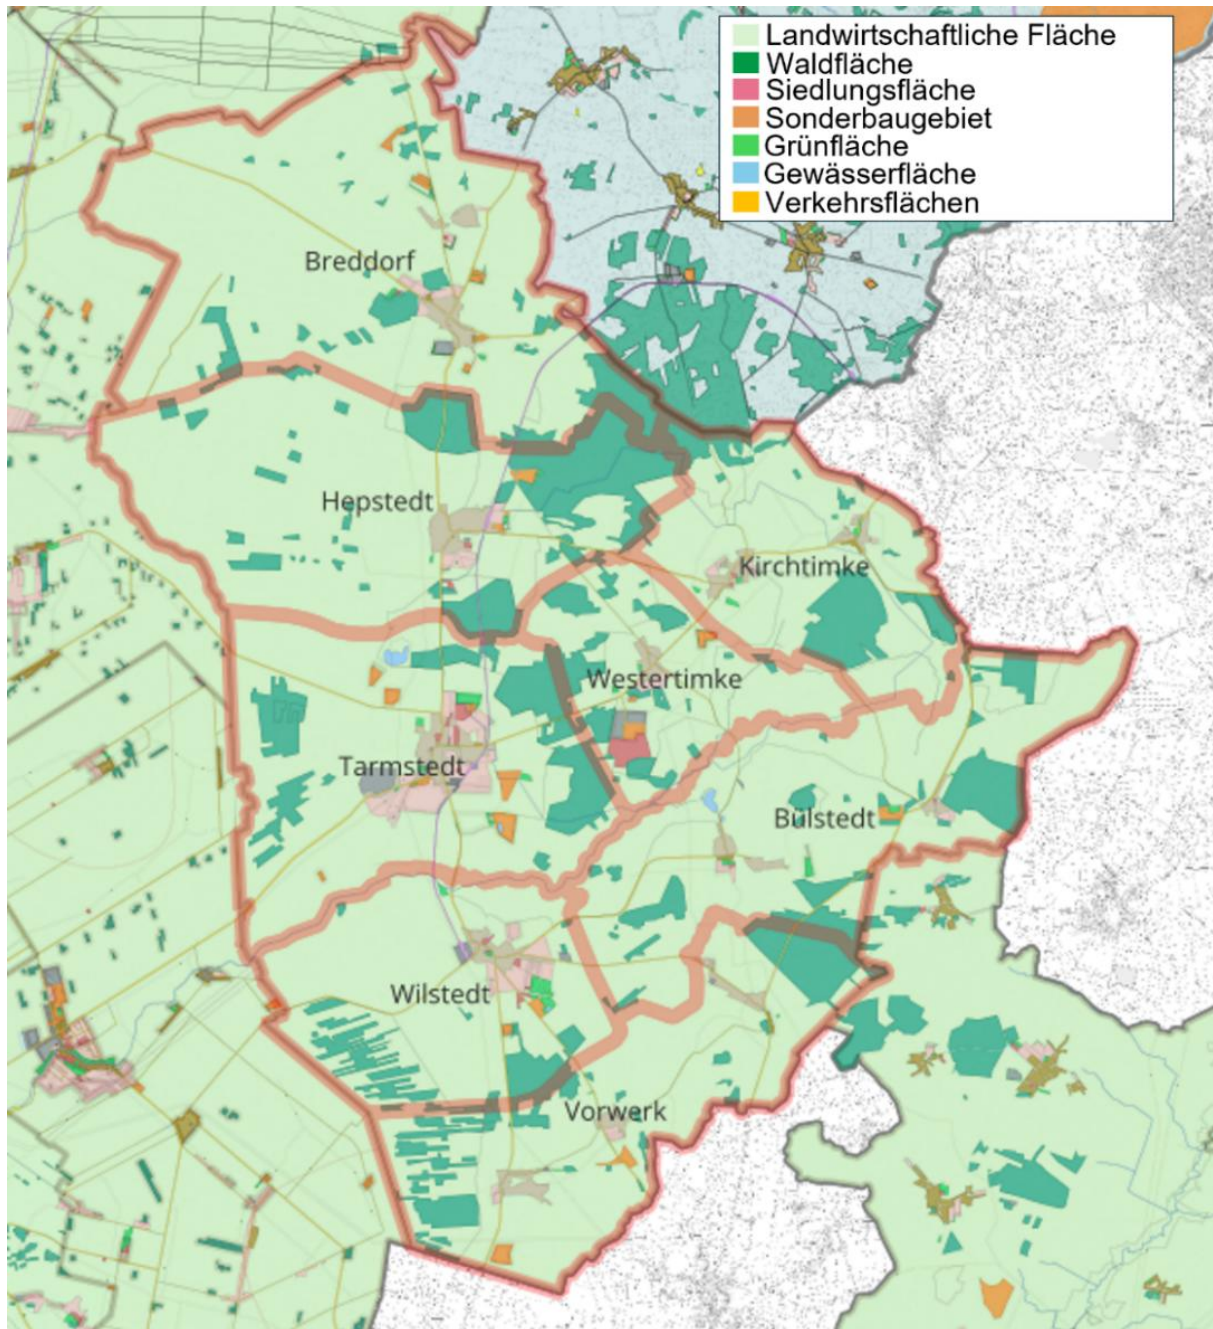 Landwirtschaftliche Fläche
Waldfläche
Siedlungsfläche
Sonderbaugebiet
Grünfläche
Gewässerfläche
Verkehrsflächen
Breddorf
Hepstedt
Kirchtimke
Westertimke
Tarmstedt
Bülstedt
Wilstedt
Vorwerk